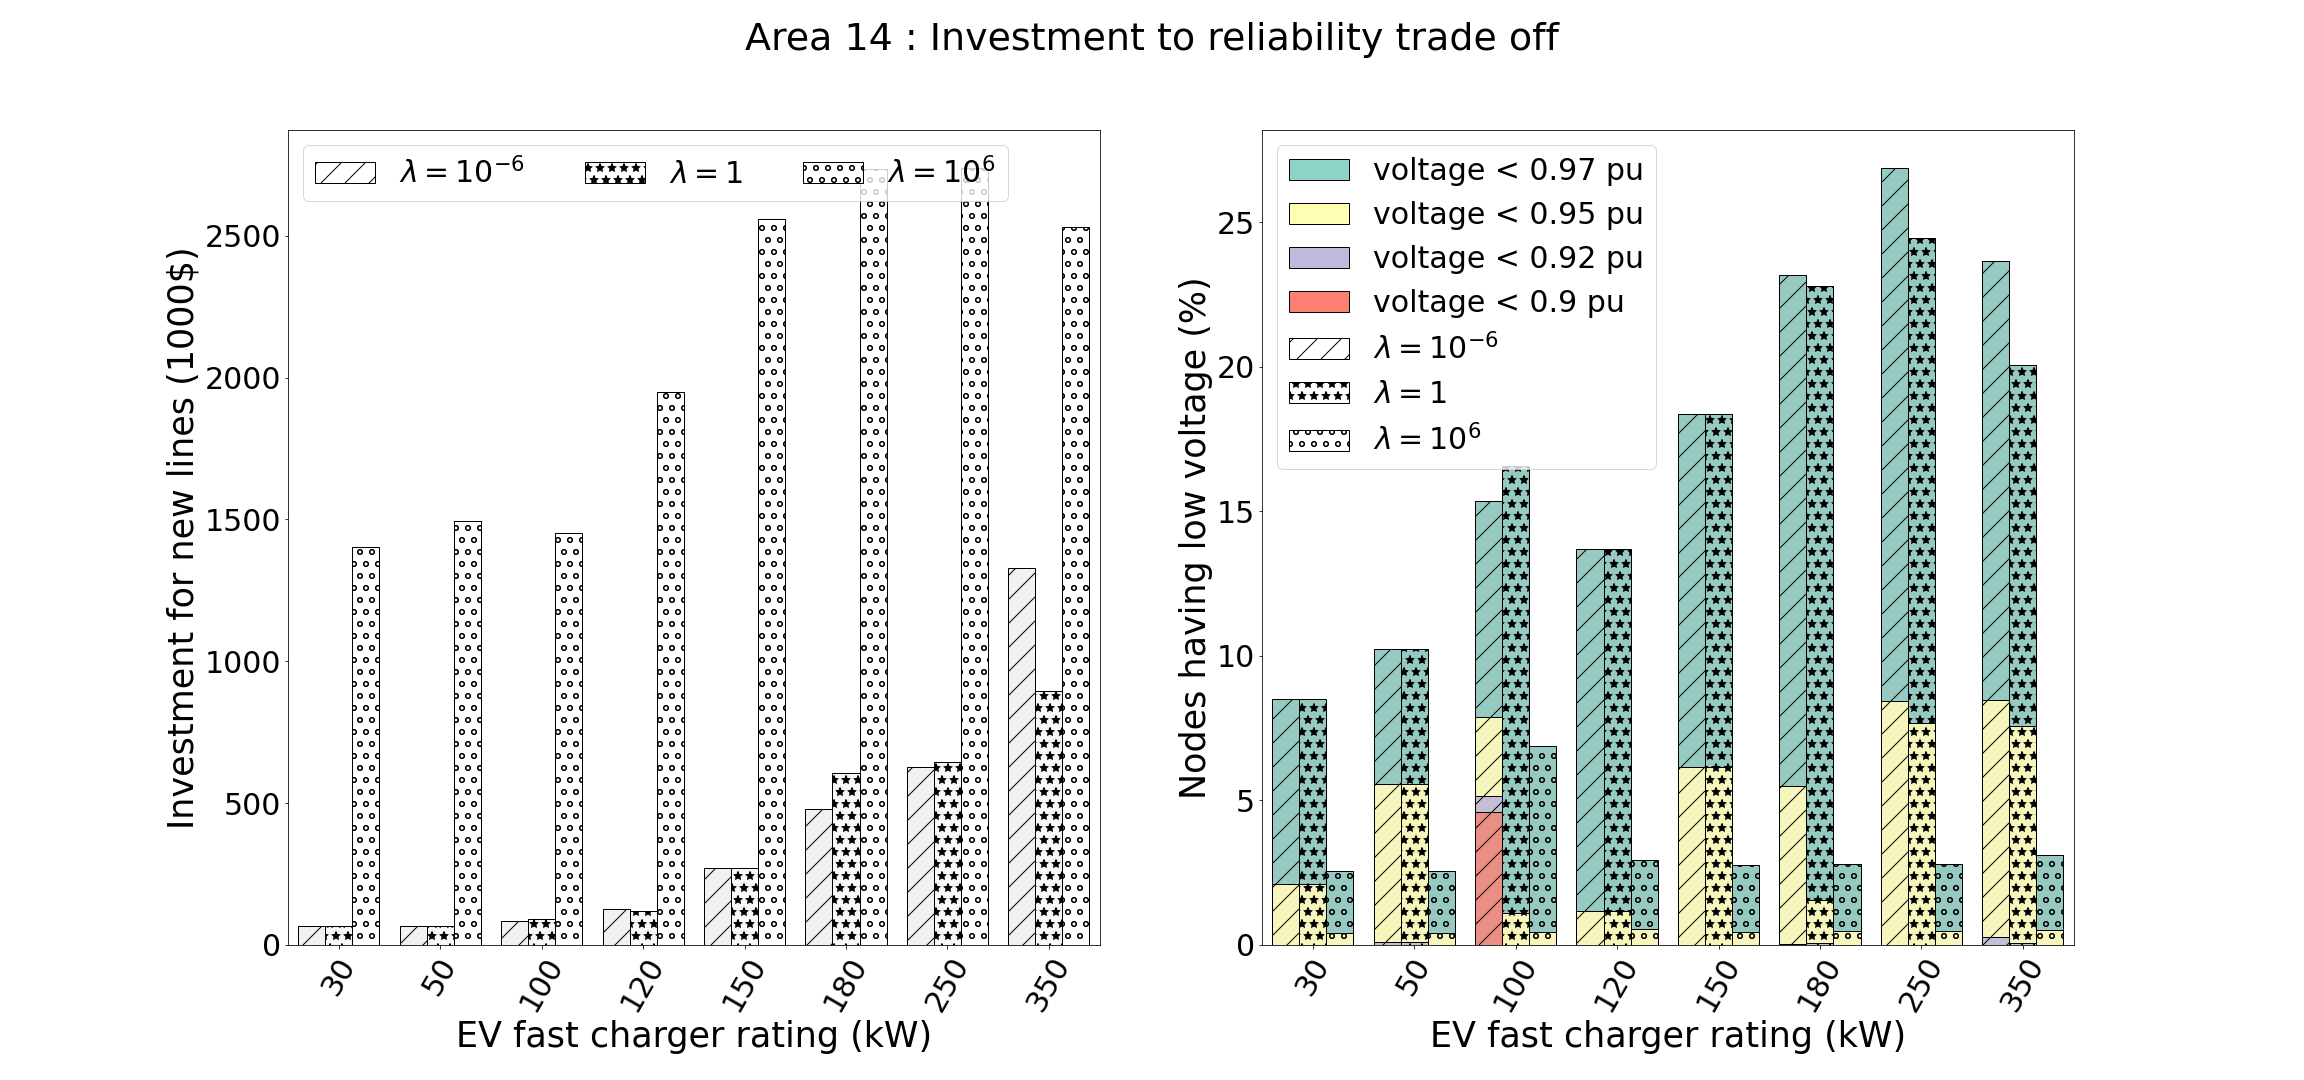 Area 14 : Investment to reliability trade off
Investment for new lines (1000$)
2500
2000
1500
1000
500
0
λ = 10⁻⁶
λ = 1
λ = 10⁶
30 50 100 120 150 180 250 350
EV fast charger rating (kW)
Nodes having low voltage (%)
25
20
15
10
5
0
voltage < 0.97 pu
voltage < 0.95 pu
voltage < 0.92 pu
voltage < 0.9 pu
λ = 10⁻⁶
λ = 1
λ = 10⁶
30 50 100 120 150 180 250 350
EV fast charger rating (kW)